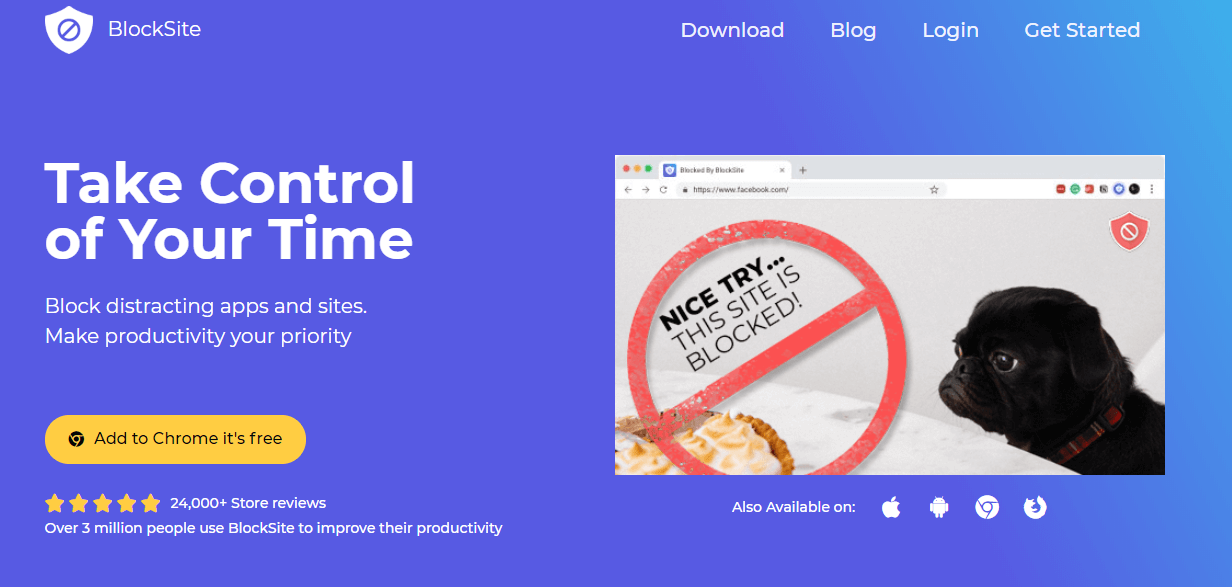 BlockSite
Download
Blog
Login
Get Started
Take Control
of Your Time
Block distracting apps and sites.
Make productivity your priority
Add to Chrome it's free
24,000+ Store reviews
Over 3 million people use BlockSite to improve their productivity
Blocked By BlockSite
https://www.facebook.com/
NICE TRY...
THIS SITE IS
BLOCKED!
Also Available on: